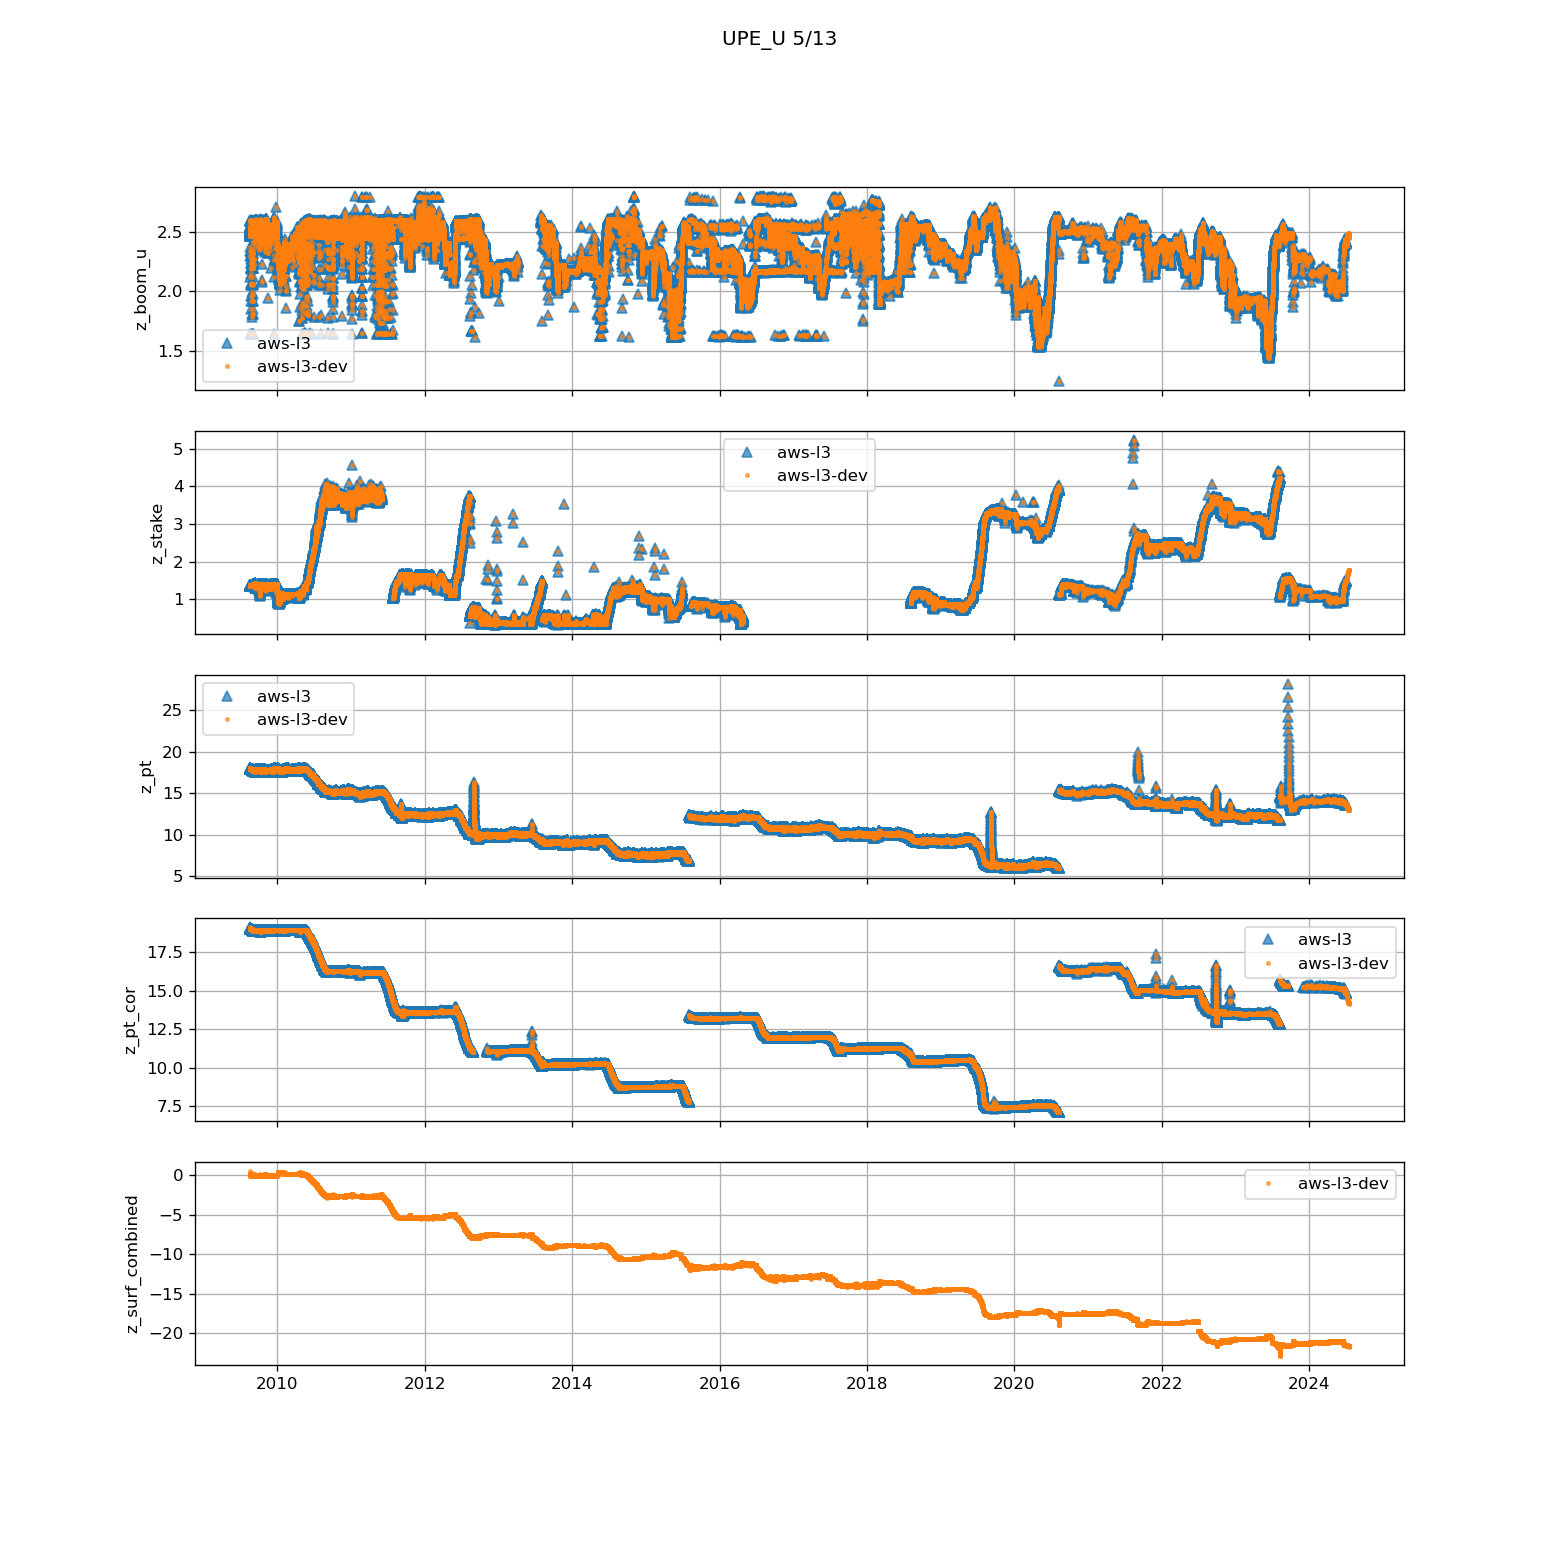 UPE_U 5/13
z_boom_u
2.5
2.0
1.5
aws-l3
aws-l3-dev
z_stake
5
4
3
2
1
aws-l3
aws-l3-dev
z_pt
25
20
15
10
5
aws-l3
aws-l3-dev
z_pt_cor
17.5
15.0
12.5
10.0
7.5
aws-l3
aws-l3-dev
z_surf_combined
0
−5
−10
−15
−20
aws-l3-dev
2010 2012 2014 2016 2018 2020 2022 2024